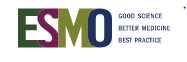 ESMO
GOOD SCIENCE
BETTER MEDICINE
BEST PRACTICE